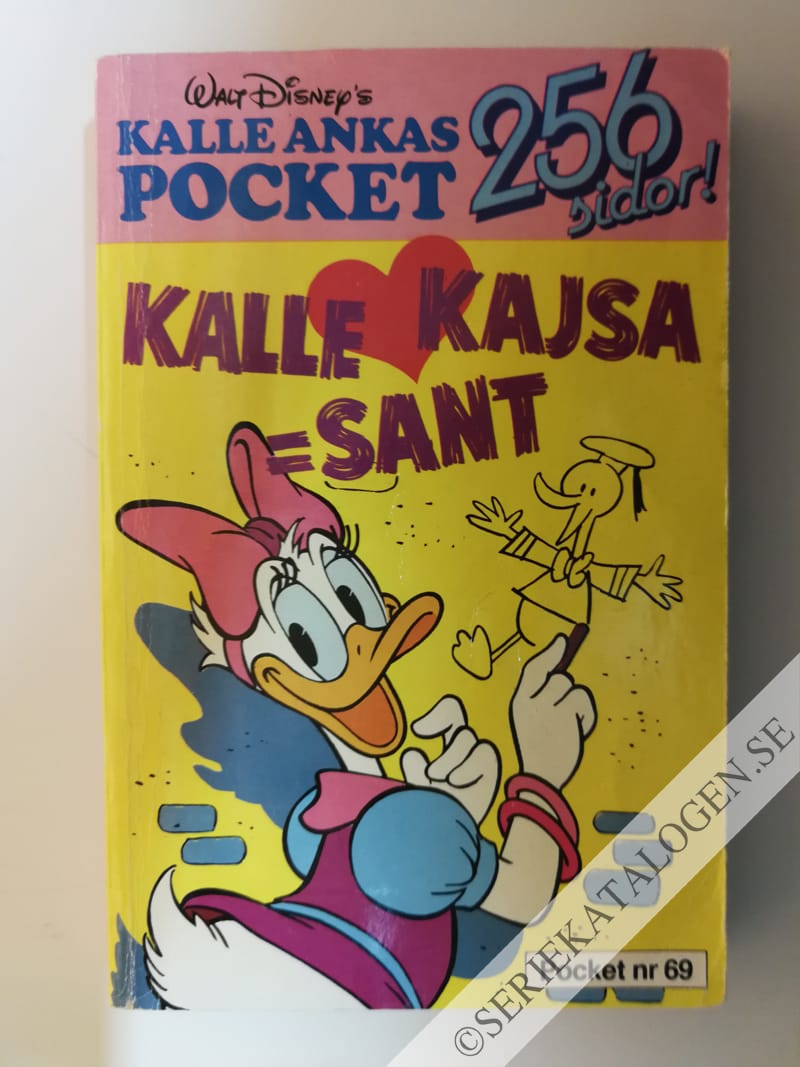 WALT DISNEY'S
KALLE ANKAS
POCKET
256
sidor!
KALLE KAJSA
=SANT
Pocket nr 69
©SERIEKATALOGEN.SE